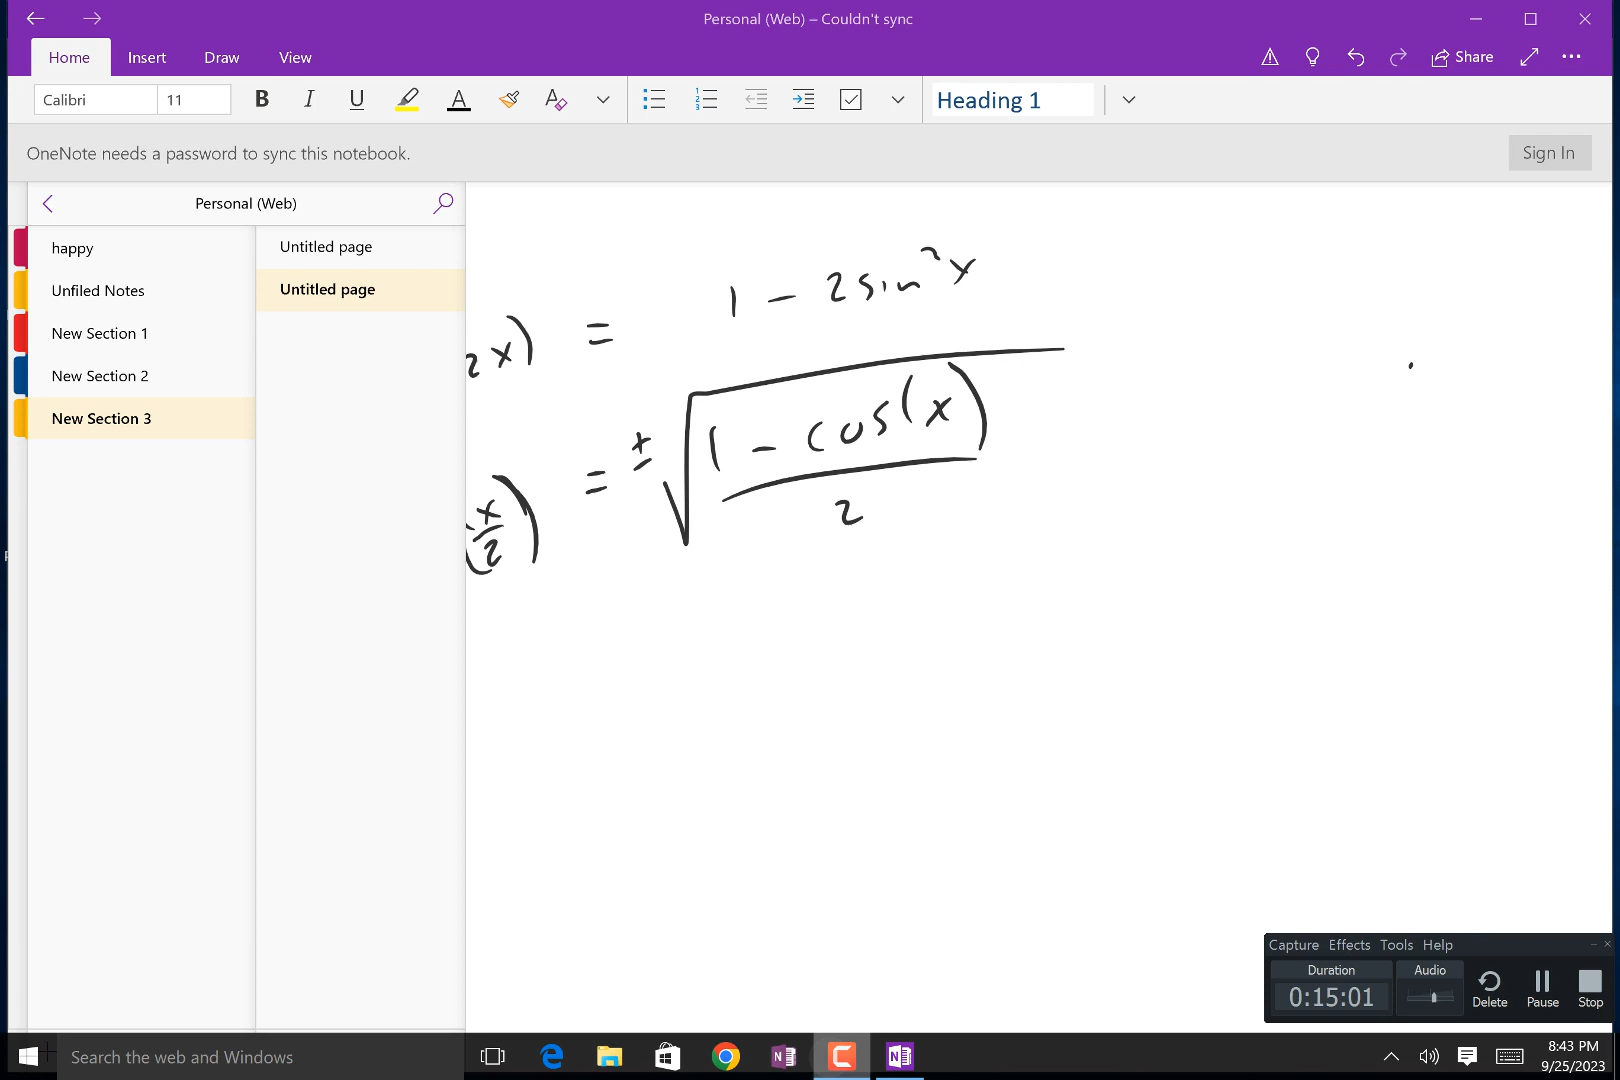 Personal (Web) – Couldn't sync
Home Insert Draw View Share
Calibri 11 B I U A A Heading 1
OneNote needs a password to sync this notebook. Sign In
Personal (Web)
happy
Unfiled Notes
New Section 1
New Section 2
New Section 3
Untitled page
Untitled page
2x) = 1 - 2sin²x
(x/2) = ±√((1 - cos(x))/2)
Capture Effects Tools Help
Duration Audio
0:15:01 Delete Pause Stop
Search the web and Windows
8:43 PM
9/25/2023